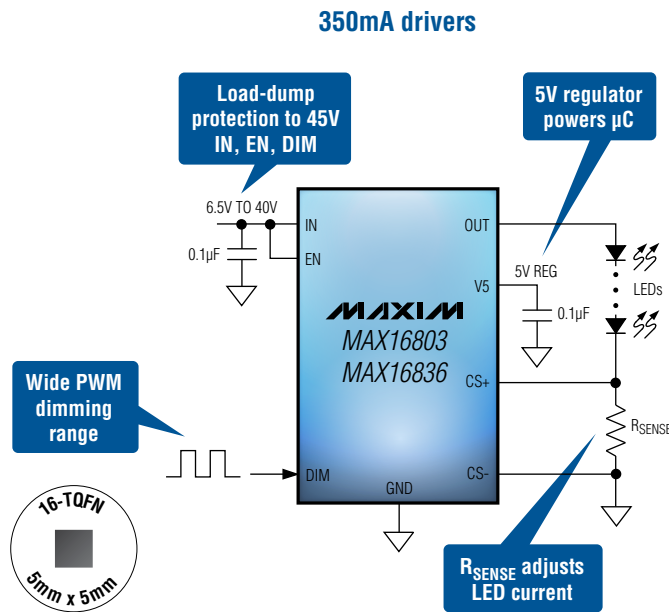 350mA drivers
Load-dump
protection to 45V
IN, EN, DIM
5V regulator
powers µC
6.5V TO 40V
IN
OUT
0.1µF
EN
5V REG
V5
LEDs
0.1µF
MAXIM
MAX16803
MAX16836
CS+
Wide PWM
dimming
range
RSENSE
DIM
CS-
GND
16-TQFN
5mm x 5mm
RSENSE adjusts
LED current